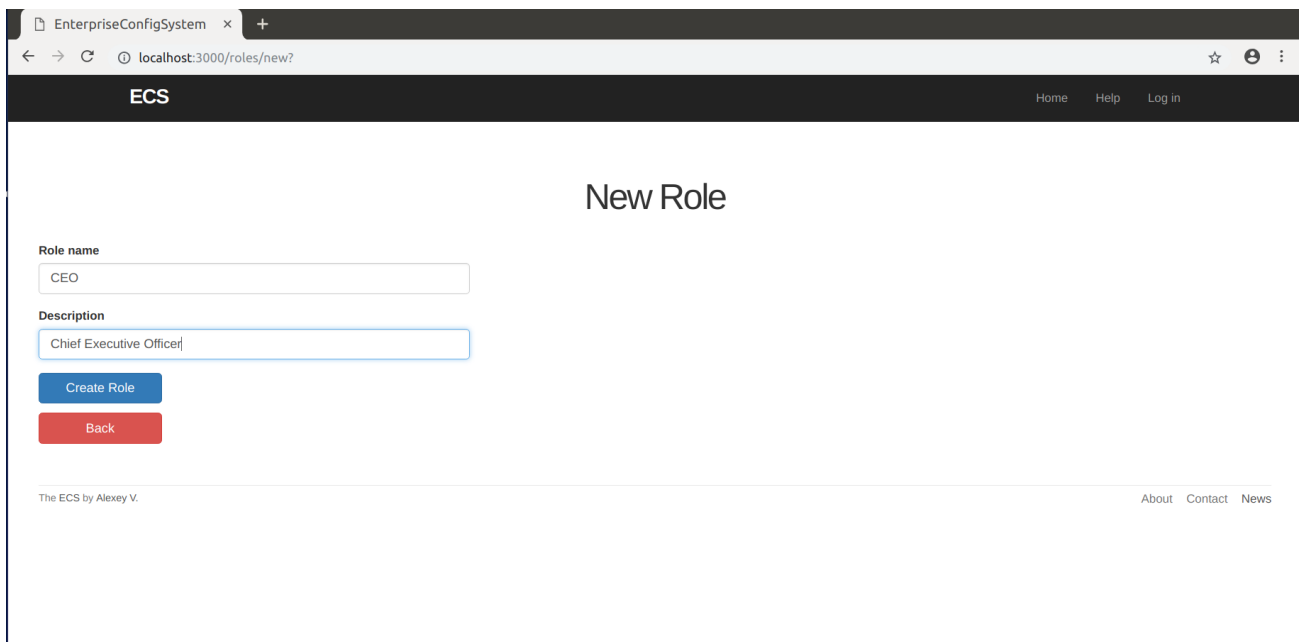 EnterpriseConfigSystem × +
localhost:3000/roles/new?
ECS Home Help Log in
New Role
Role name
CEO
Description
Chief Executive Officer
Create Role
Back
The ECS by Alexey V. About Contact News